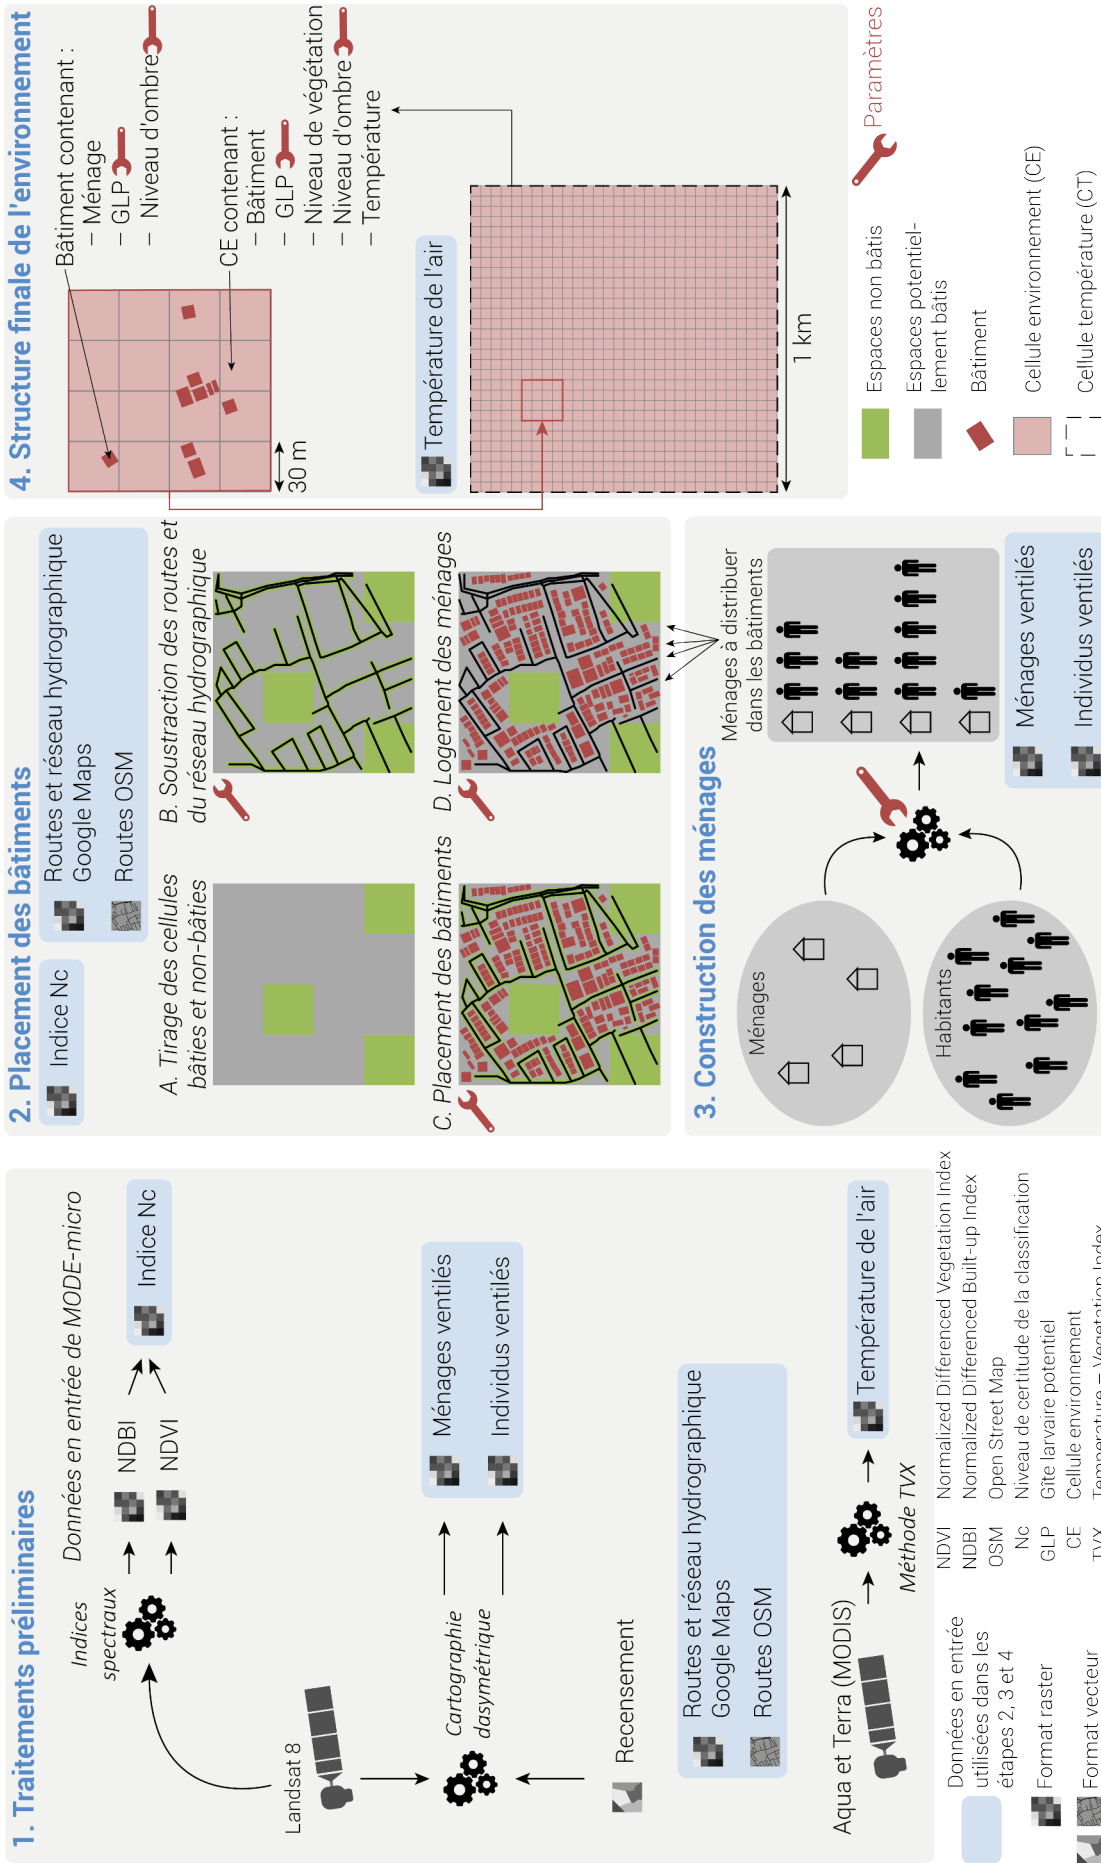 1. Traitements préliminaires
Données en entrée de MODE-micro
Indices
spectraux
NDBI
NDVI
Indice Nc
Landsat 8
Cartographie
dasymétrique
Ménages ventilés
Individus ventilés
Recensement
Routes et réseau hydrographique
Google Maps
Routes OSM
Aqua et Terra (MODIS)
Méthode TVX
Température de l'air
2. Placement des bâtiments
Indice Nc
Routes et réseau hydrographique
Google Maps
Routes OSM
A. Tirage des cellules
bâties et non-bâties
B. Soustraction des routes et
du réseau hydrographique
C. Placement des bâtiments
D. Logement des ménages
3. Construction des ménages
Ménages
Habitants
Ménages à distribuer
dans les bâtiments
Ménages ventilés
Individus ventilés
4. Structure finale de l'environnement
Bâtiment contenant :
– Ménage
– GLP
– Niveau d'ombre
CE contenant :
– Bâtiment
– GLP
– Niveau de végétation
– Niveau d'ombre
– Température
30 m
Température de l'air
1 km
Données en entrée
utilisées dans les
étapes 2, 3 et 4
Format raster
Format vecteur
NDVI Normalized Differenced Vegetation Index
NDBI Normalized Differenced Built-up Index
OSM Open Street Map
Nc Niveau de certitude de la classification
GLP Gîte larvaire potentiel
CE Cellule environnement
TVX Temperature – Vegetation Index
Paramètres
Espaces non bâtis
Espaces potentiel-
lement bâtis
Bâtiment
Cellule environnement (CE)
Cellule température (CT)